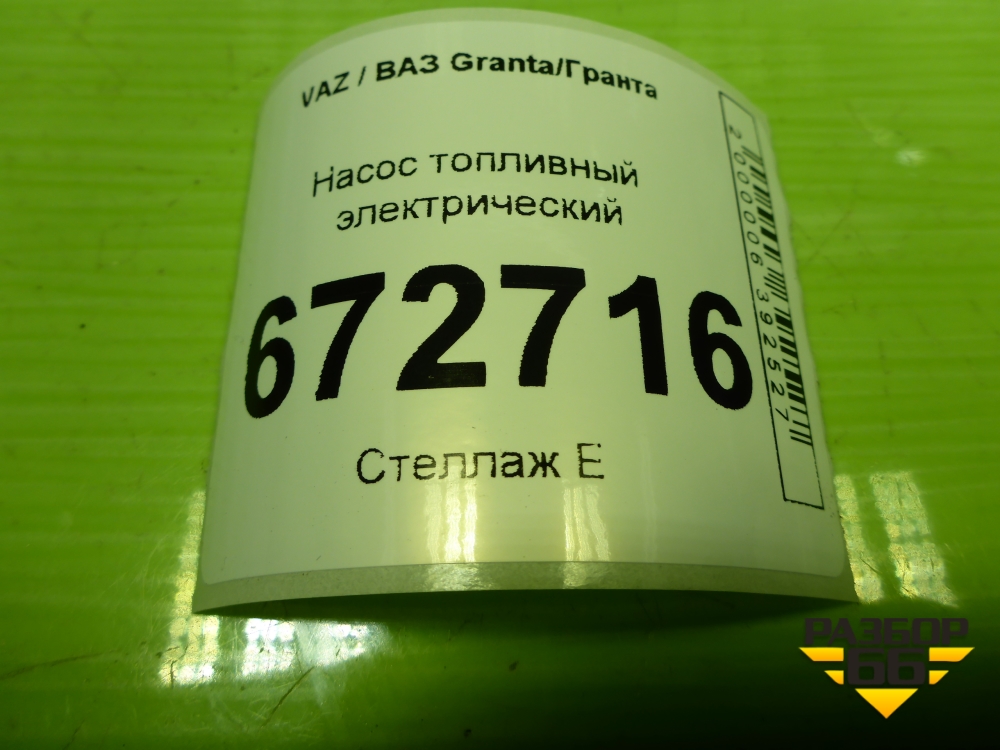 VAZ / ВАЗ Granta/Гранта
Насос топливный
электрический
672716
Стеллаж E
2000006392527
РАЗБОР
66